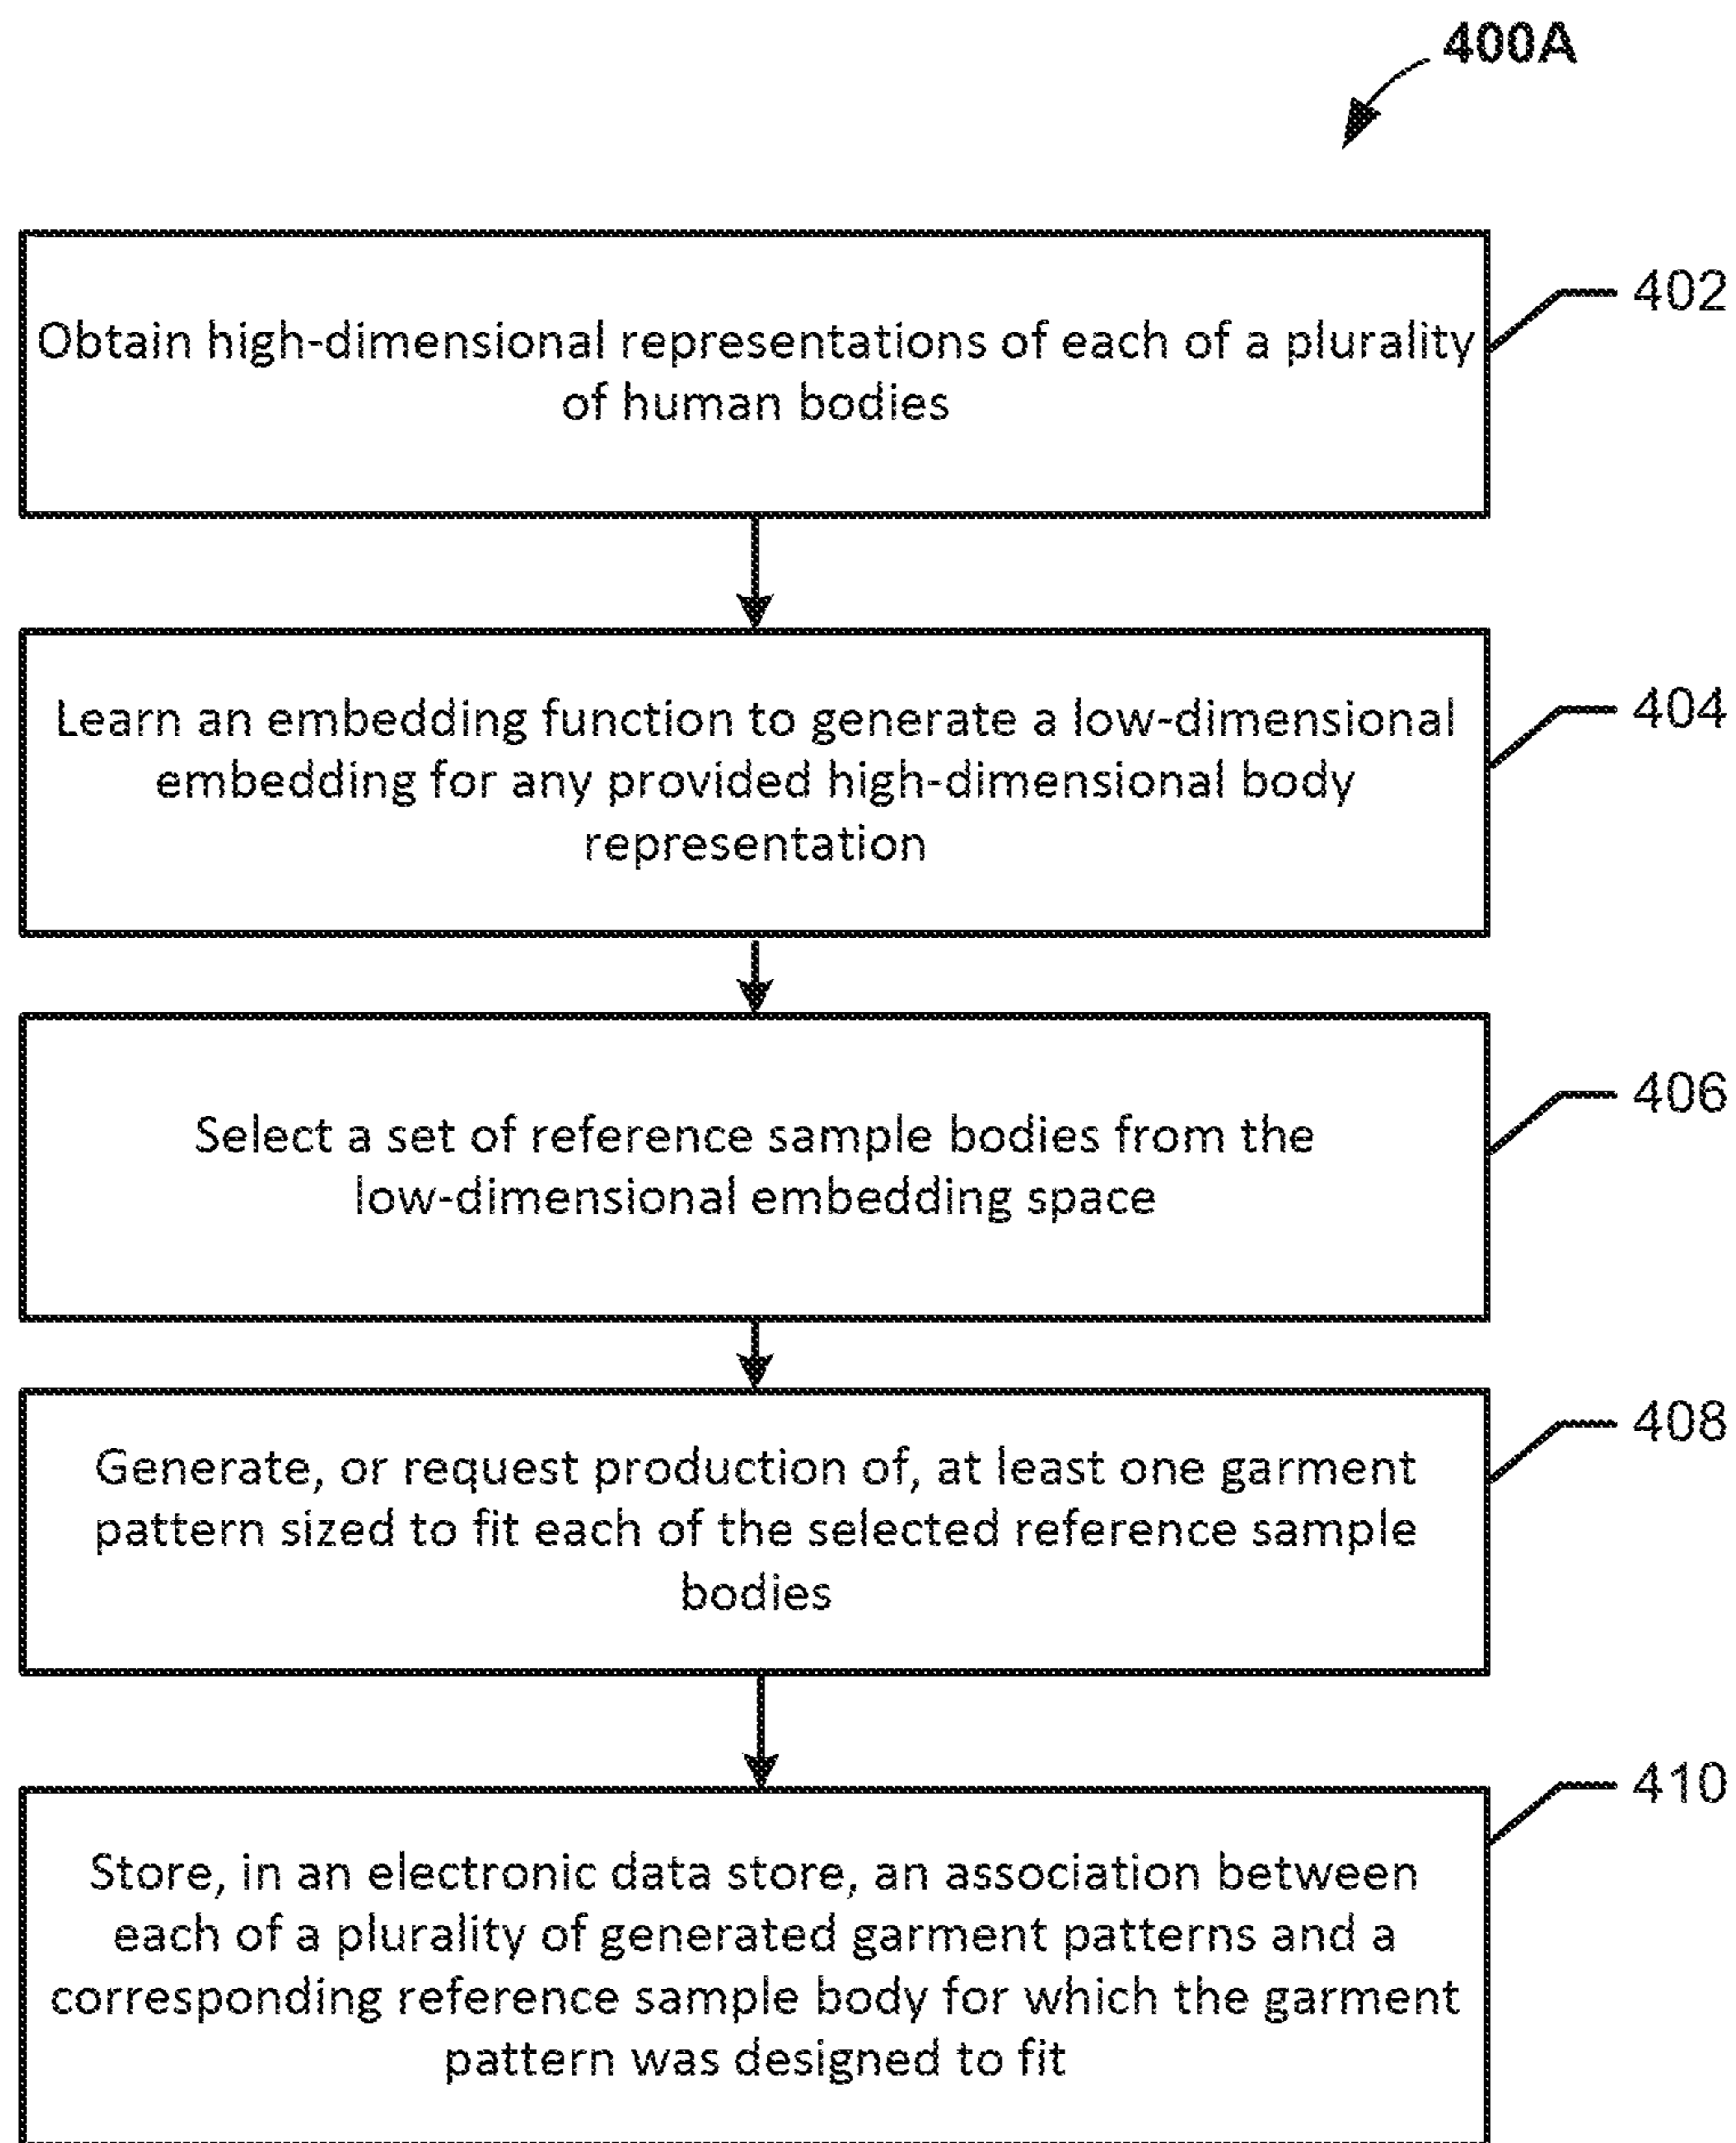 400A
Obtain high-dimensional representations of each of a plurality
of human bodies
402
Learn an embedding function to generate a low-dimensional
embedding for any provided high-dimensional body
representation
404
Select a set of reference sample bodies from the
low-dimensional embedding space
406
Generate, or request production of, at least one garment
pattern sized to fit each of the selected reference sample
bodies
408
Store, in an electronic data store, an association between
each of a plurality of generated garment patterns and a
corresponding reference sample body for which the garment
pattern was designed to fit
410